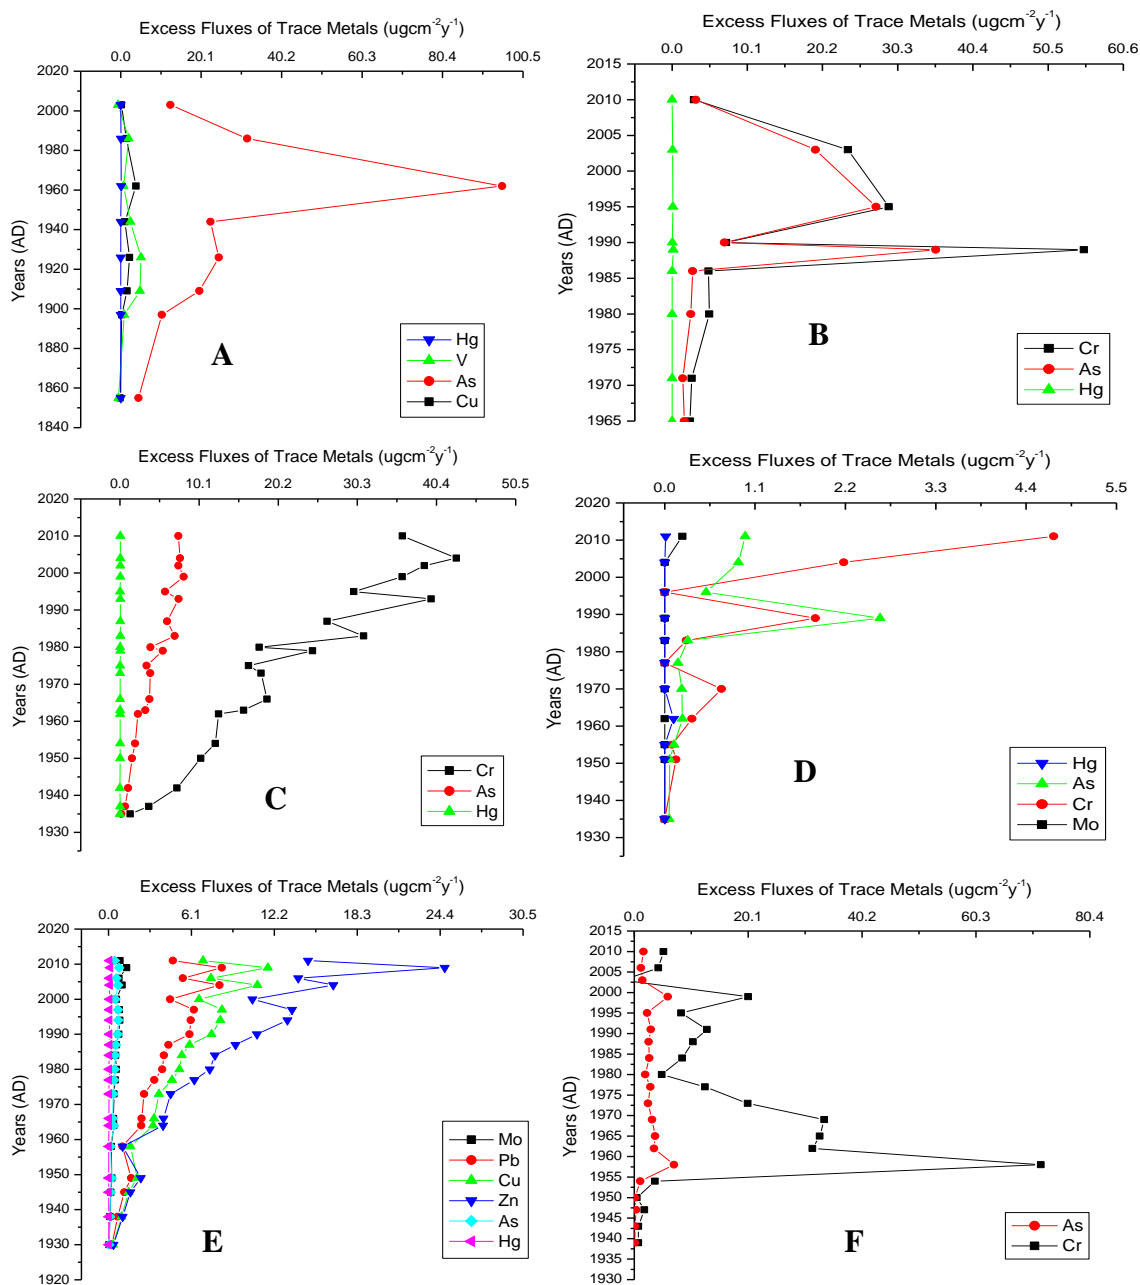 Excess Fluxes of Trace Metals (ugcm-2y-1)
0.0 20.1 40.2 60.3 80.4 100.5
Years (AD)
2020
2000
1980
1960
1940
1920
1900
1880
1860
1840
A
Hg
V
As
Cu
Excess Fluxes of Trace Metals (ugcm-2y-1)
0.0 10.1 20.2 30.3 40.4 50.5 60.6
Years (AD)
2015
2010
2005
2000
1995
1990
1985
1980
1975
1970
1965
B
Cr
As
Hg
Excess Fluxes of Trace Metals (ugcm-2y-1)
0.0 10.1 20.2 30.3 40.4 50.5
Years (AD)
2020
2010
2000
1990
1980
1970
1960
1950
1940
1930
C
Cr
As
Hg
Excess Fluxes of Trace Metals (ugcm-2y-1)
0.0 1.1 2.2 3.3 4.4 5.5
Years (AD)
2020
2010
2000
1990
1980
1970
1960
1950
1940
1930
D
Hg
As
Cr
Mo
Excess Fluxes of Trace Metals (ugcm-2y-1)
0.0 6.1 12.2 18.3 24.4 30.5
Years (AD)
2020
2010
2000
1990
1980
1970
1960
1950
1940
1930
1920
E
Mo
Pb
Cu
Zn
As
Hg
Excess Fluxes of Trace Metals (ugcm-2y-1)
0.0 20.1 40.2 60.3 80.4
Years (AD)
2015
2010
2005
2000
1995
1990
1985
1980
1975
1970
1965
1960
1955
1950
1945
1940
1935
1930
F
As
Cr